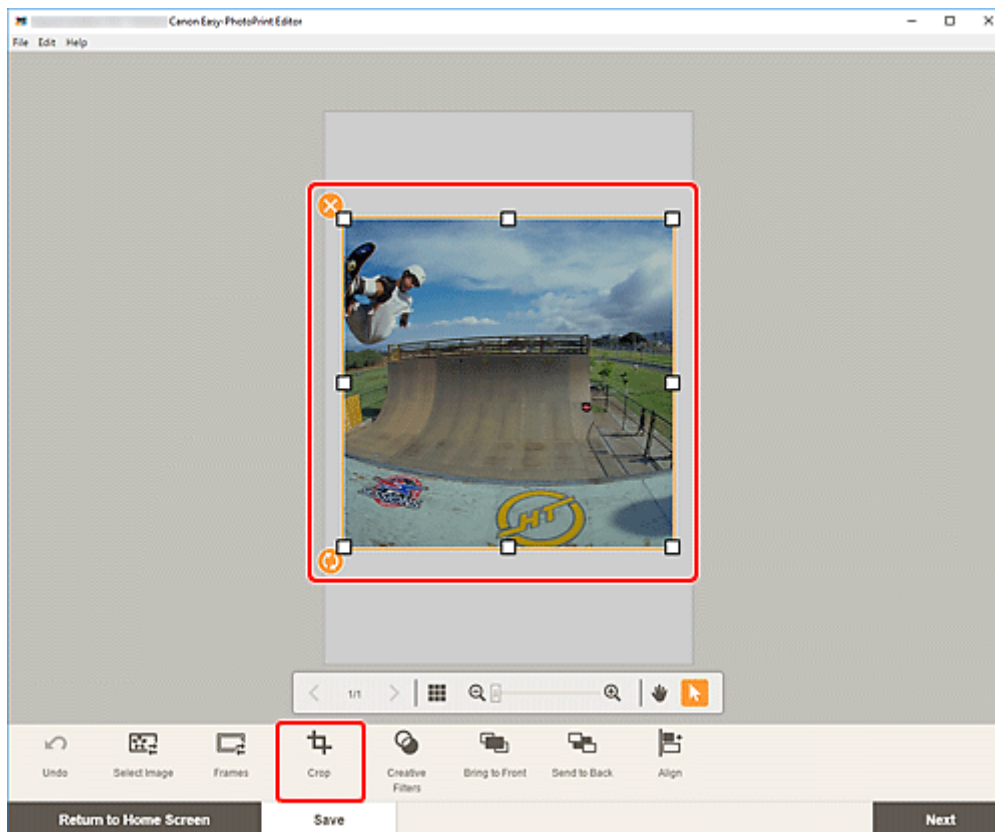 Canon Easy-PhotoPrint Editor
File Edit Help
HT
1/1
Undo
Select Image
Frames
Crop
Creative
Filters
Bring to Front
Send to Back
Align
Return to Home Screen
Save
Next